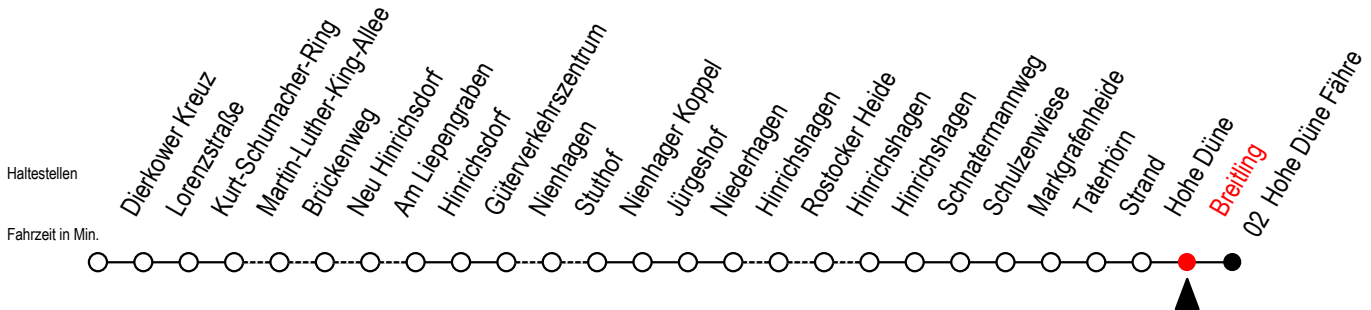 Haltestellen
Dierkower Kreuz
Lorenzstraße
Kurt-Schumacher-Ring
Martin-Luther-King-Allee
Brückenweg
Neu Hinrichsdorf
Am Liepengraben
Hinrichsdorf
Güterverkehrszentrum
Nienhagen
Stuthof
Nienhager Koppel
Jürgeshof
Niederhagen
Hinrichshagen
Rostocker Heide
Hinrichshagen
Hinrichshagen
Schnatermannweg
Schulzenwiese
Markgrafenheide
Taterhörn
Strand
Hohe Düne
Breitling
02 Hohe Düne Fähre
Fahrzeit in Min.